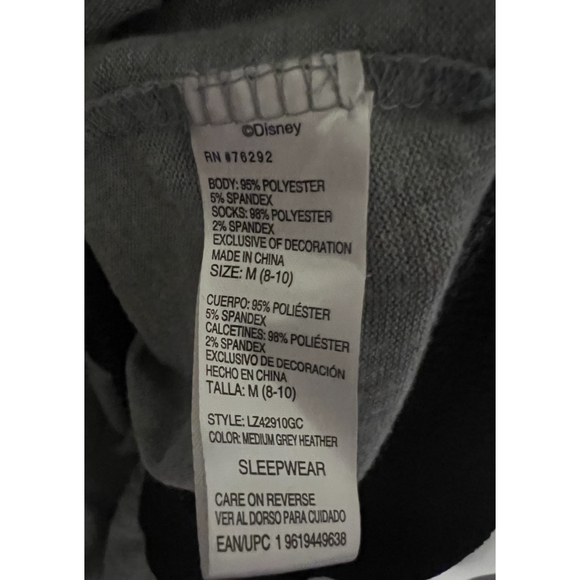 ©Disney
RN #76292
BODY: 95% POLYESTER
5% SPANDEX
SOCKS: 98% POLYESTER
2% SPANDEX
EXCLUSIVE OF DECORATION
MADE IN CHINA
SIZE: M (8-10)
CUERPO: 95% POLIÉSTER
5% SPANDEX
CALCETINES: 98% POLIÉSTER
2% SPANDEX
EXCLUSIVO DE DECORACIÓN
HECHO EN CHINA
TALLA: M (8-10)
STYLE: LZ42910GC
COLOR: MEDIUM GREY HEATHER
SLEEPWEAR
CARE ON REVERSE
VER AL DORSO PARA CUIDADO
EAN/UPC 1 9619449638